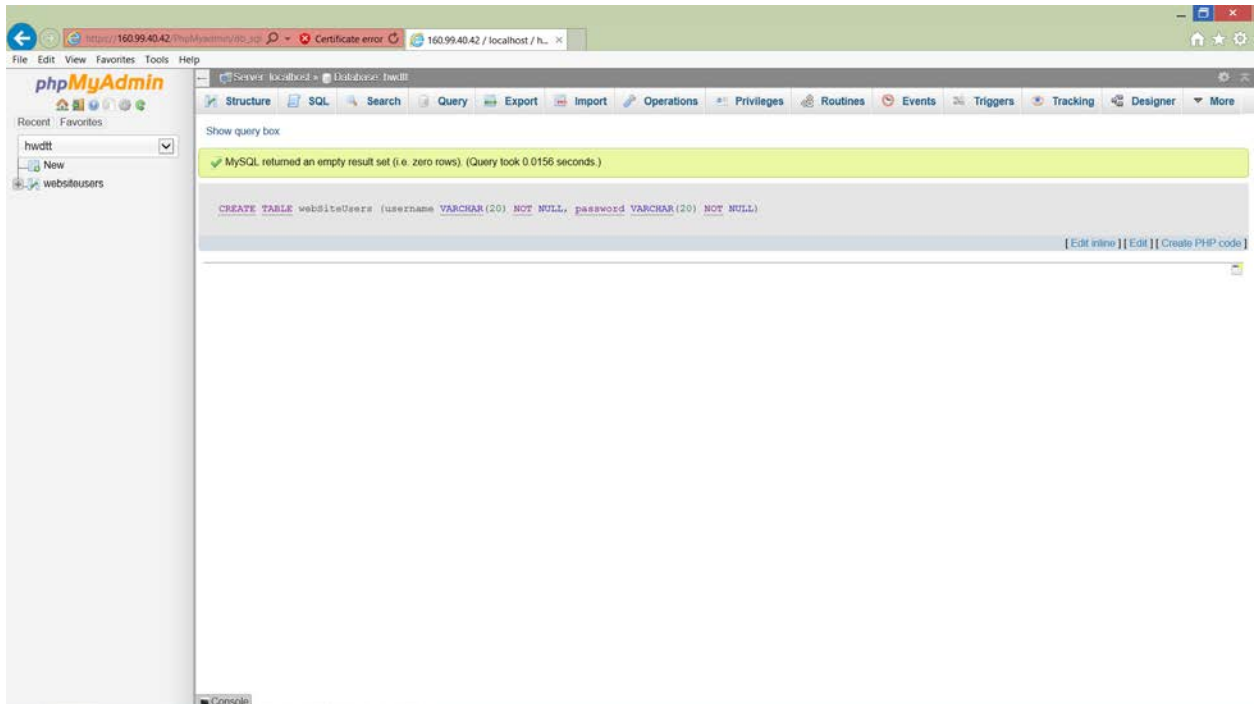 https://160.99.40.42/PhpMyadmin/db_sql Certificate error 160.99.40.42 / localhost / h...
File Edit View Favorites Tools Help
phpMyAdmin
Recent Favorites
hwdtt
New
websiteusers
Server: localhost » Database: hwdtt
Structure SQL Search Query Export Import Operations Privileges Routines Events Triggers Tracking Designer More
Show query box
MySQL returned an empty result set (i.e. zero rows). (Query took 0.0156 seconds.)
CREATE TABLE webSiteUsers (username VARCHAR(20) NOT NULL, password VARCHAR(20) NOT NULL)
[ Edit inline ] [ Edit ] [ Create PHP code ]
Console